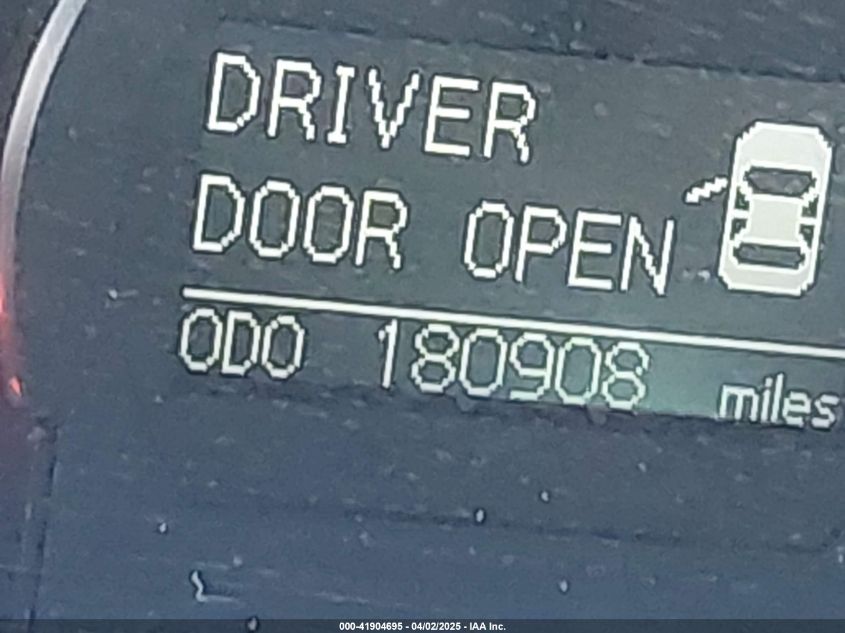 DRIVER
DOOR OPEN
ODO 180908 miles
000-41904695 - 04/02/2025 - IAA Inc.